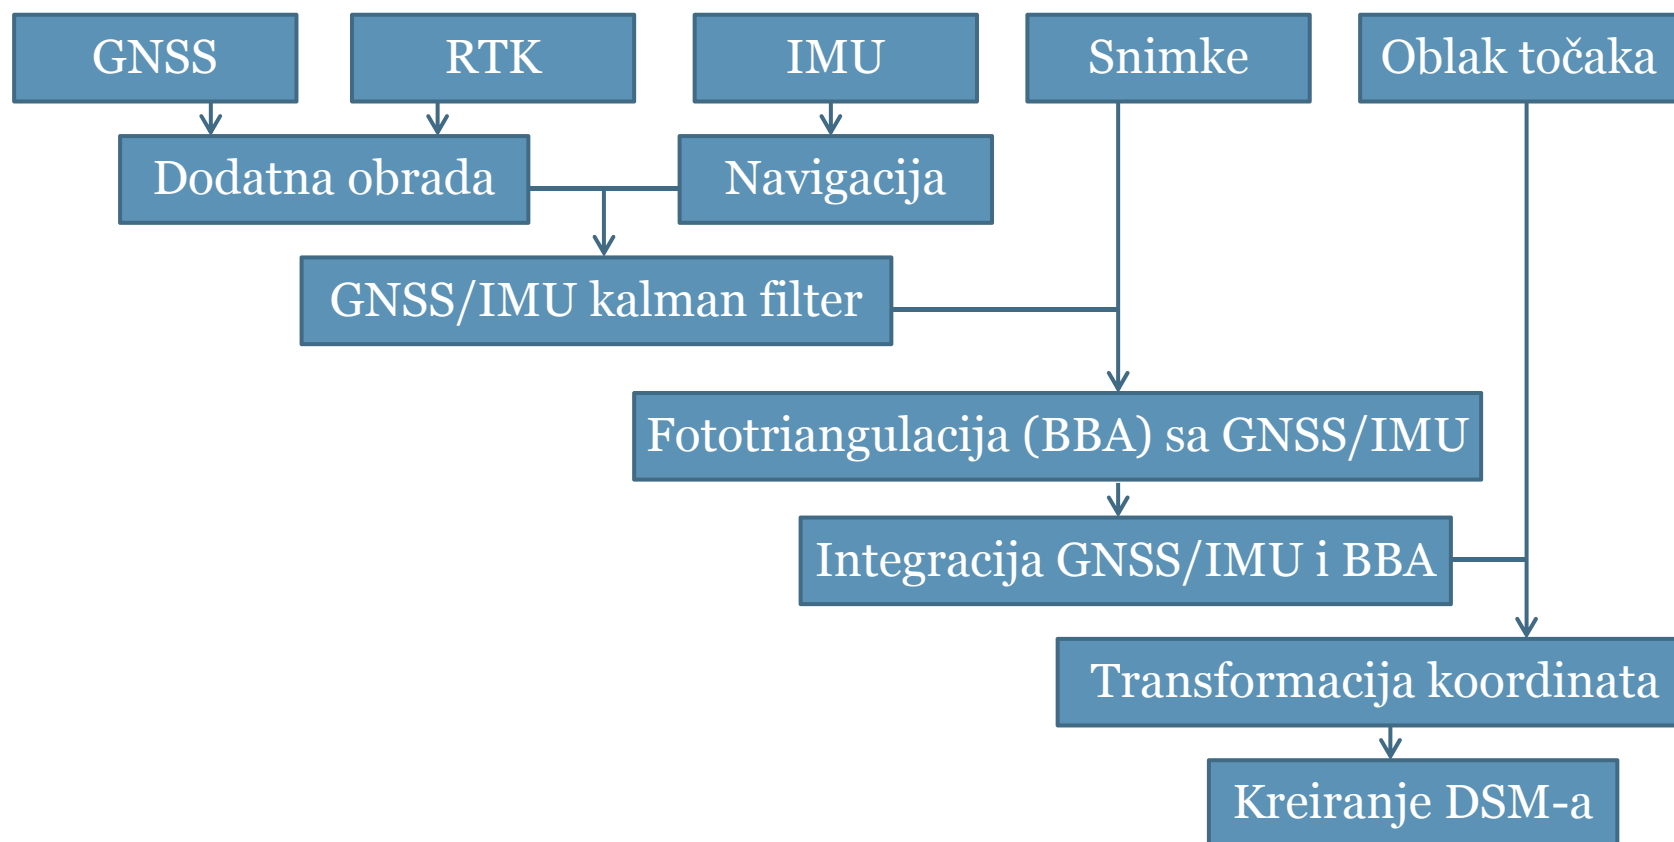 GNSS
RTK
IMU
Snimke
Oblak točaka
Dodatna obrada
Navigacija
GNSS/IMU kalman filter
Fototriangulacija (BBA) sa GNSS/IMU
Integracija GNSS/IMU i BBA
Transformacija koordinata
Kreiranje DSM-a